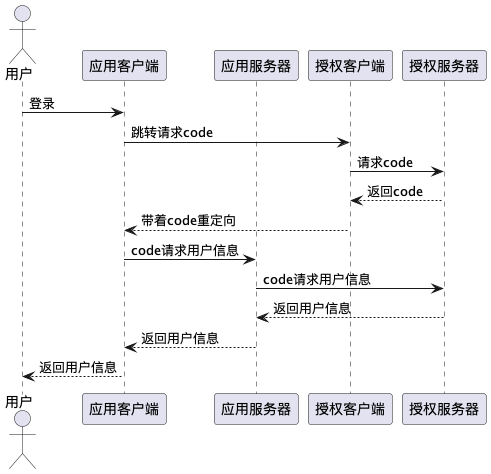 用户
应用客户端
应用服务器
授权客户端
授权服务器
登录
跳转请求code
请求code
返回code
带着code重定向
code请求用户信息
code请求用户信息
返回用户信息
返回用户信息
返回用户信息
用户
应用客户端
应用服务器
授权客户端
授权服务器